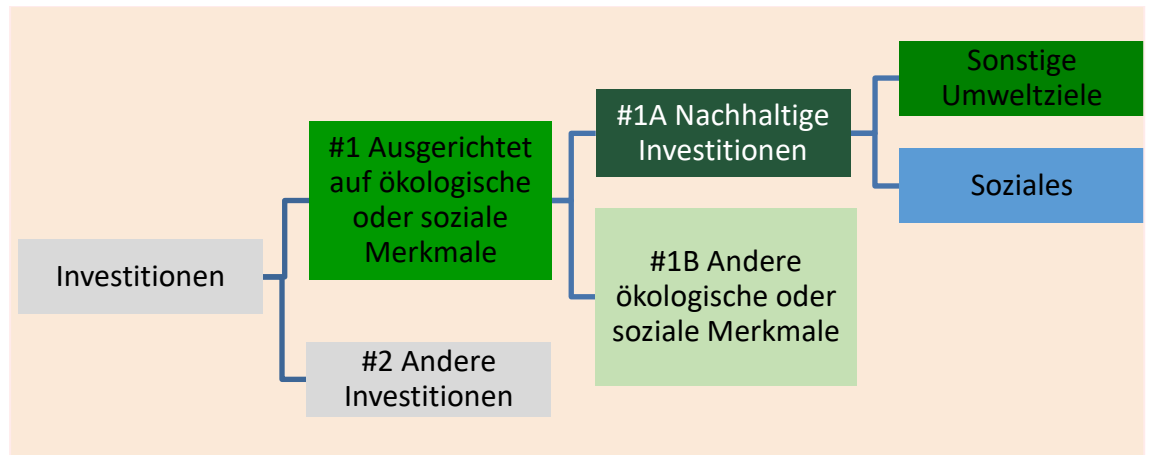 Investitionen
#1 Ausgerichtet
auf ökologische
oder soziale
Merkmale
#2 Andere
Investitionen
#1A Nachhaltige
Investitionen
#1B Andere
ökologische oder
soziale Merkmale
Sonstige
Umweltziele
Soziales